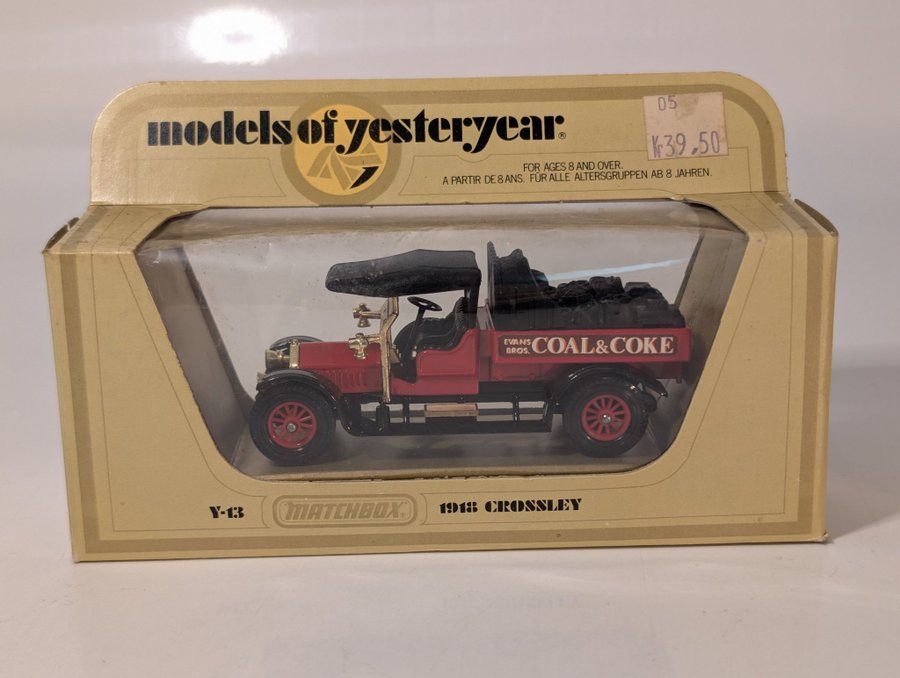 models of yesteryear®
05
Kr39.50
FOR AGES 8 AND OVER.
A PARTIR DE 8 ANS. FÜR ALLE ALTERSGRUPPEN AB 8 JAHREN.
EVANS BROS. COAL & COKE
Y-13 MATCHBOX 1918 CROSSLEY